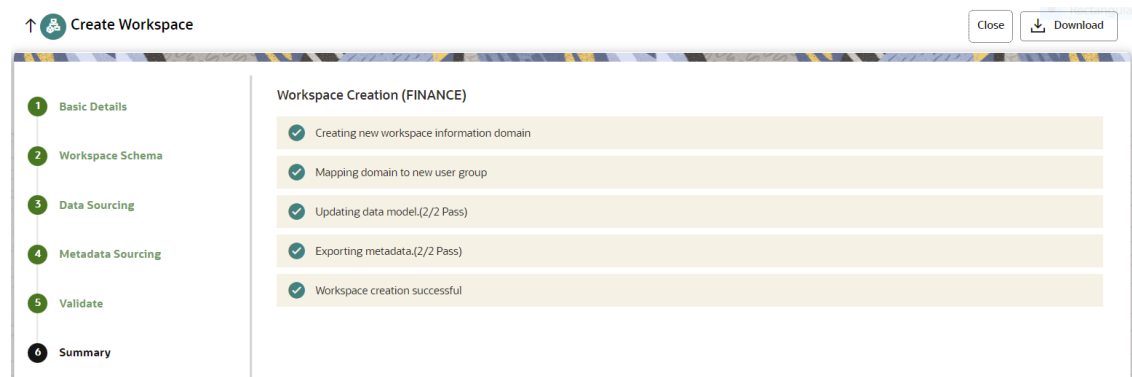 Create Workspace
Close
Download
1 Basic Details
2 Workspace Schema
3 Data Sourcing
4 Metadata Sourcing
5 Validate
6 Summary
Workspace Creation (FINANCE)
Creating new workspace information domain
Mapping domain to new user group
Updating data model.(2/2 Pass)
Exporting metadata.(2/2 Pass)
Workspace creation successful